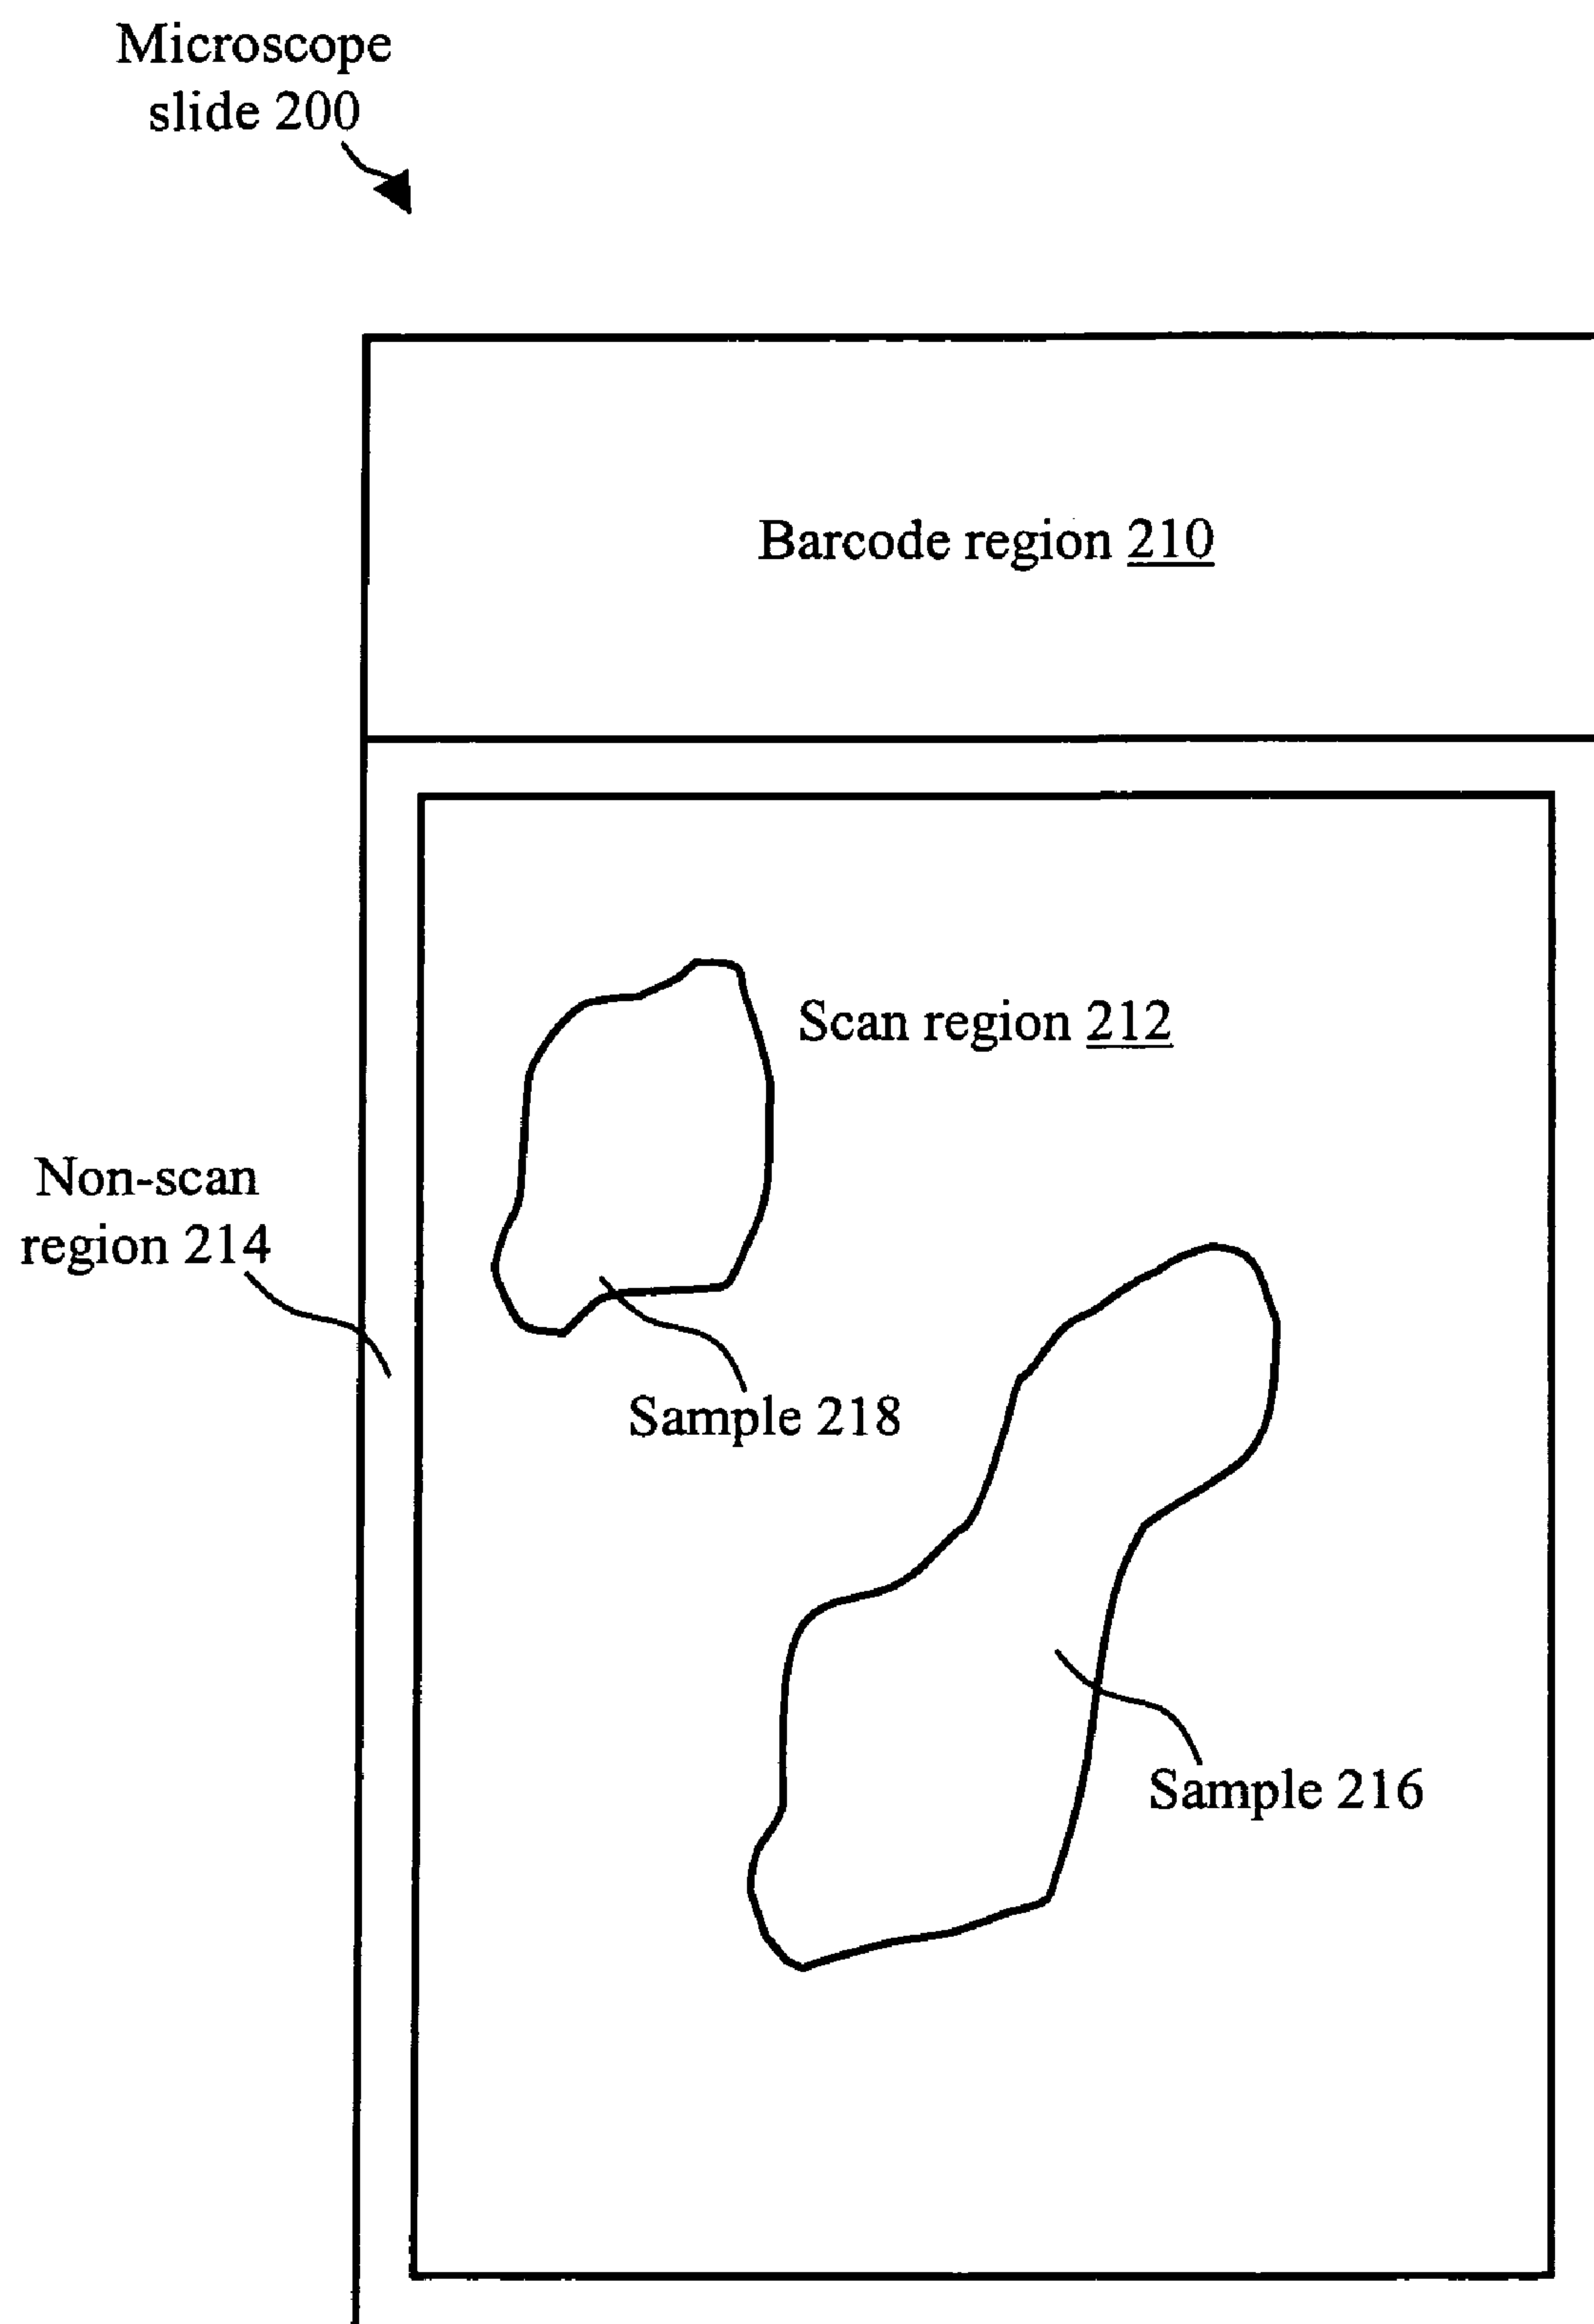 Microscope
slide 200
Barcode region 210
Scan region 212
Non-scan
region 214
Sample 218
Sample 216